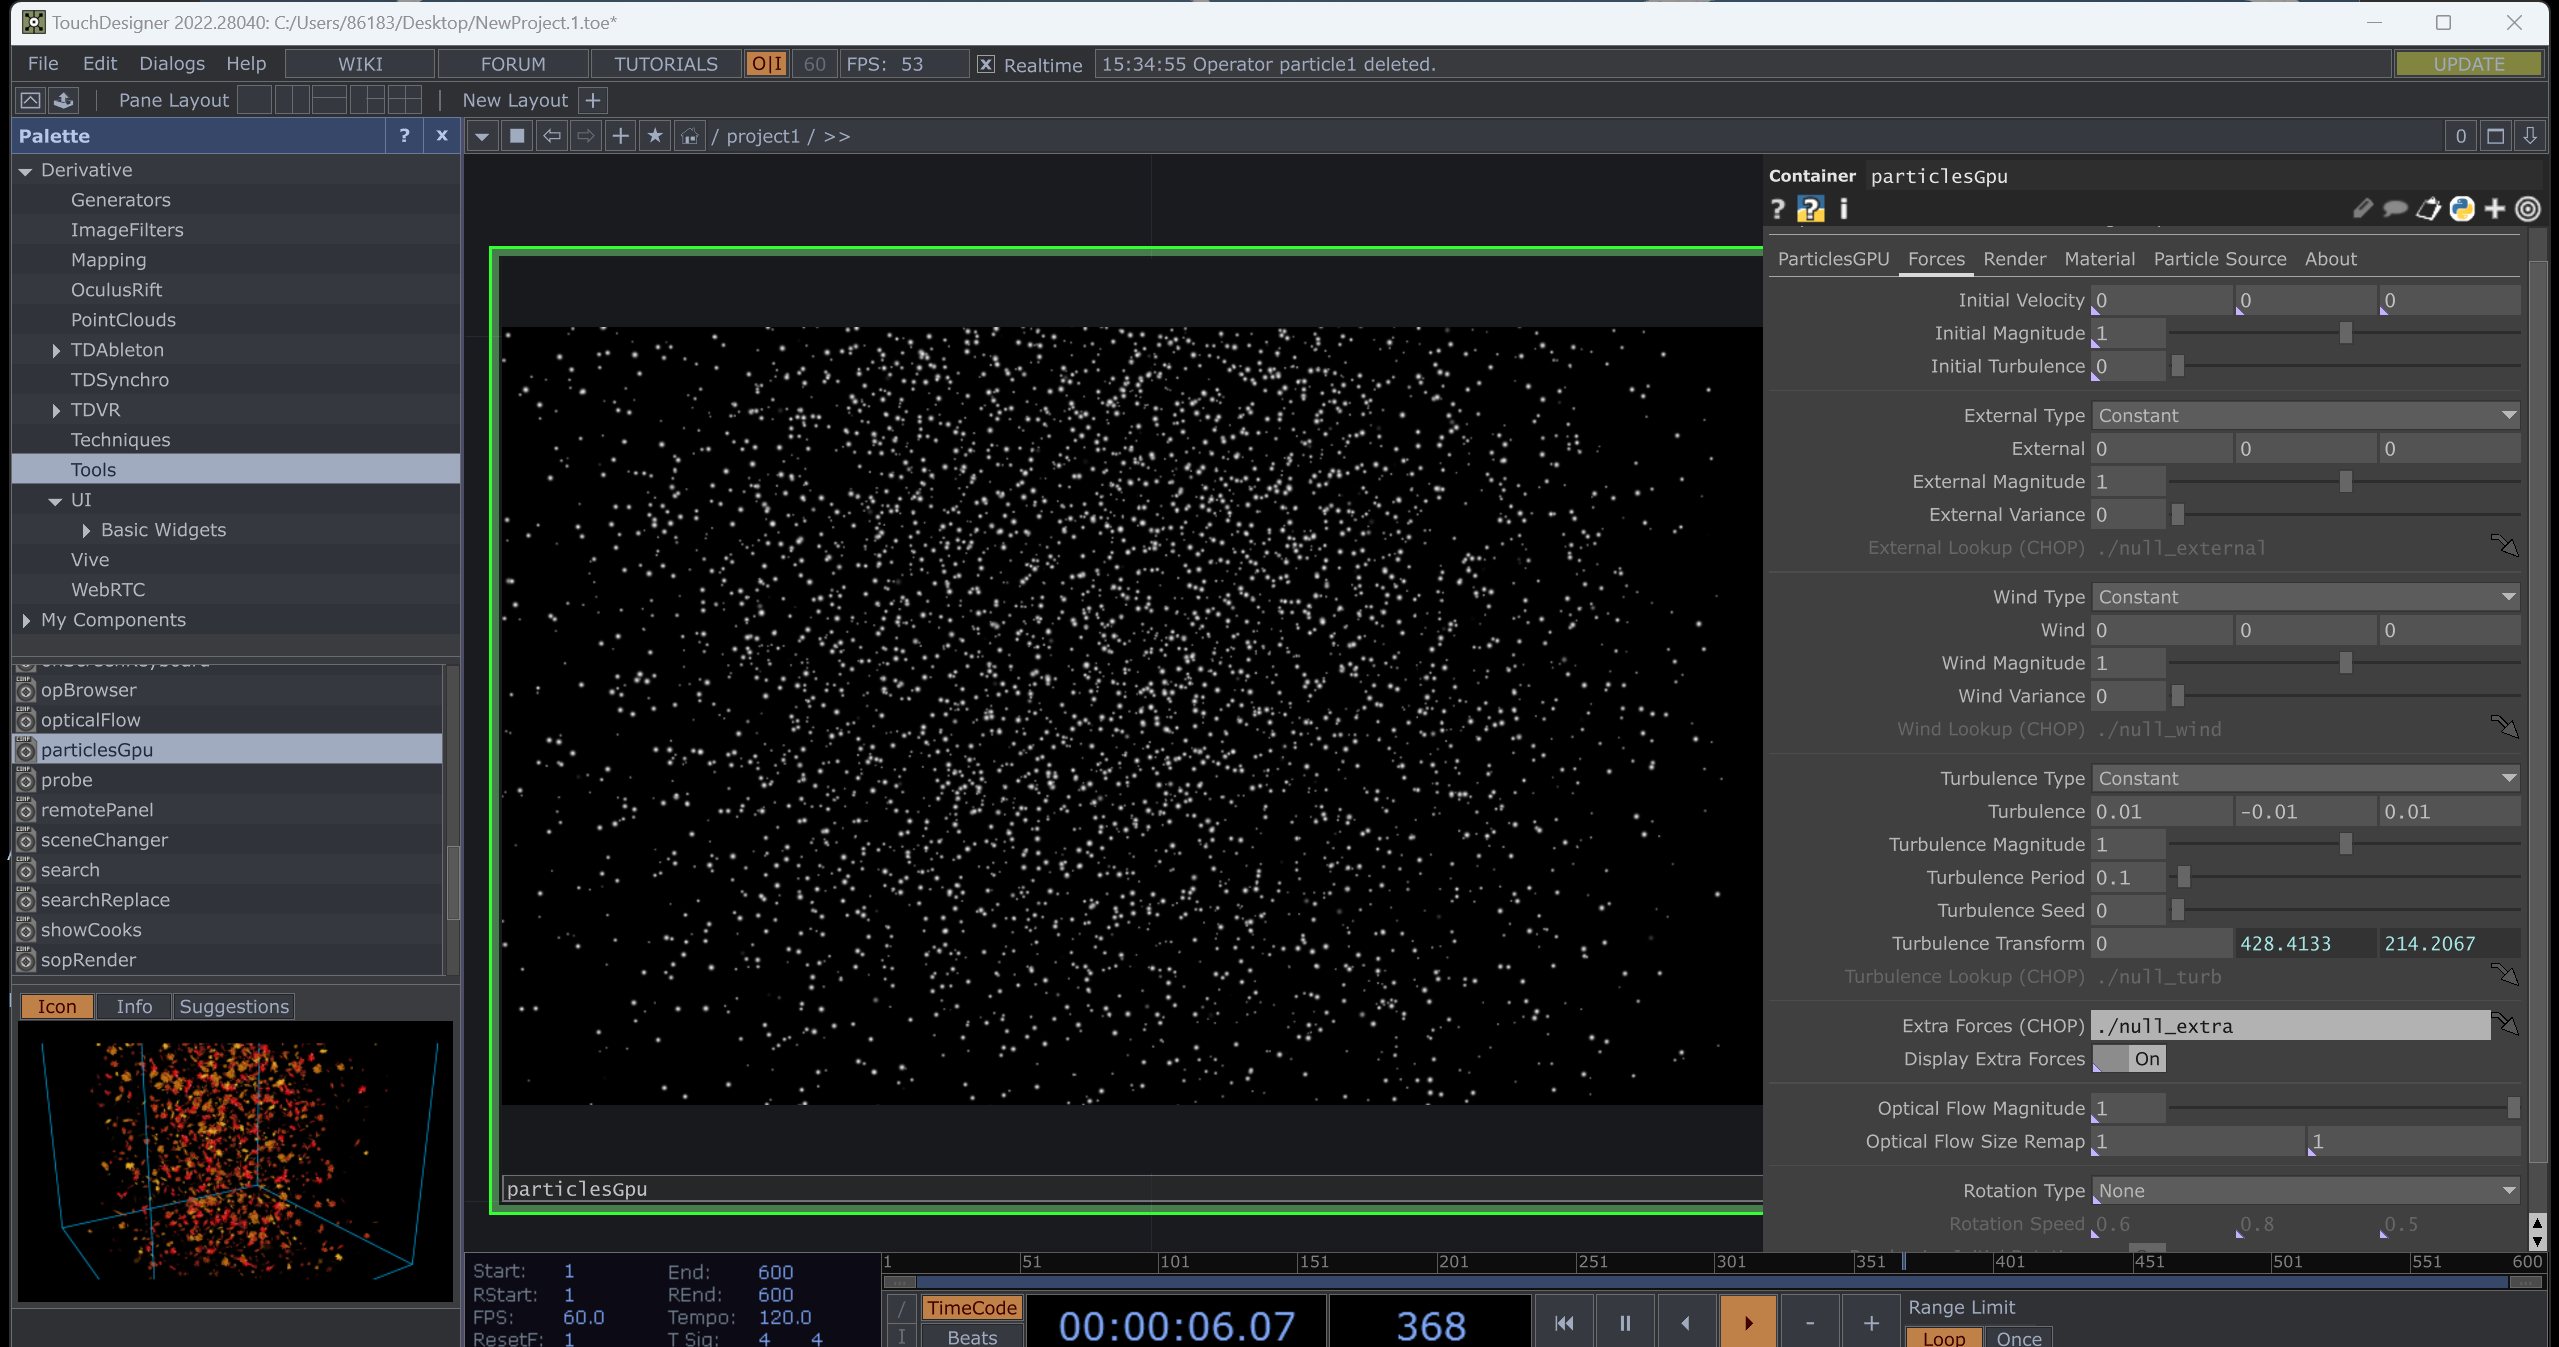 TouchDesigner 2022.28040: C:/Users/86183/Desktop/NewProject.1.toe*
File Edit Dialogs Help WIKI FORUM TUTORIALS O|I 60 FPS: 53 Realtime 15:34:55 Operator particle1 deleted. UPDATE
Pane Layout New Layout +
Palette ? x / project1 / >> 0
Derivative
Generators
ImageFilters
Mapping
OculusRift
PointClouds
TDAbleton
TDSynchro
TDVR
Techniques
Tools
UI
Basic Widgets
Vive
WebRTC
My Components
opBrowser
opticalFlow
particlesGpu
probe
remotePanel
sceneChanger
search
searchReplace
showCooks
sopRender
Icon Info Suggestions
particlesGpu
Container particlesGpu
? ? i
ParticlesGPU Forces Render Material Particle Source About
Initial Velocity 0 0 0
Initial Magnitude 1
Initial Turbulence 0
External Type Constant
External 0 0 0
External Magnitude 1
External Variance 0
External Lookup (CHOP) ./null_external
Wind Type Constant
Wind 0 0 0
Wind Magnitude 1
Wind Variance 0
Wind Lookup (CHOP) ./null_wind
Turbulence Type Constant
Turbulence 0.01 -0.01 0.01
Turbulence Magnitude 1
Turbulence Period 0.1
Turbulence Seed 0
Turbulence Transform 0 428.4133 214.2067
Turbulence Lookup (CHOP) ./null_turb
Extra Forces (CHOP) ./null_extra
Display Extra Forces On
Optical Flow Magnitude 1
Optical Flow Size Remap 1 1
Rotation Type None
Rotation Speed 0.6 0.8 0.5
1 51 101 151 201 251 301 351 401 451 501 551 600
Start: 1 End: 600
RStart: 1 REnd: 600
FPS: 60.0 Tempo: 120.0
ResetF: 1 T Sig: 4 4
/ TimeCode
I Beats
00:00:06.07 368 - +
Range Limit
Loop Once